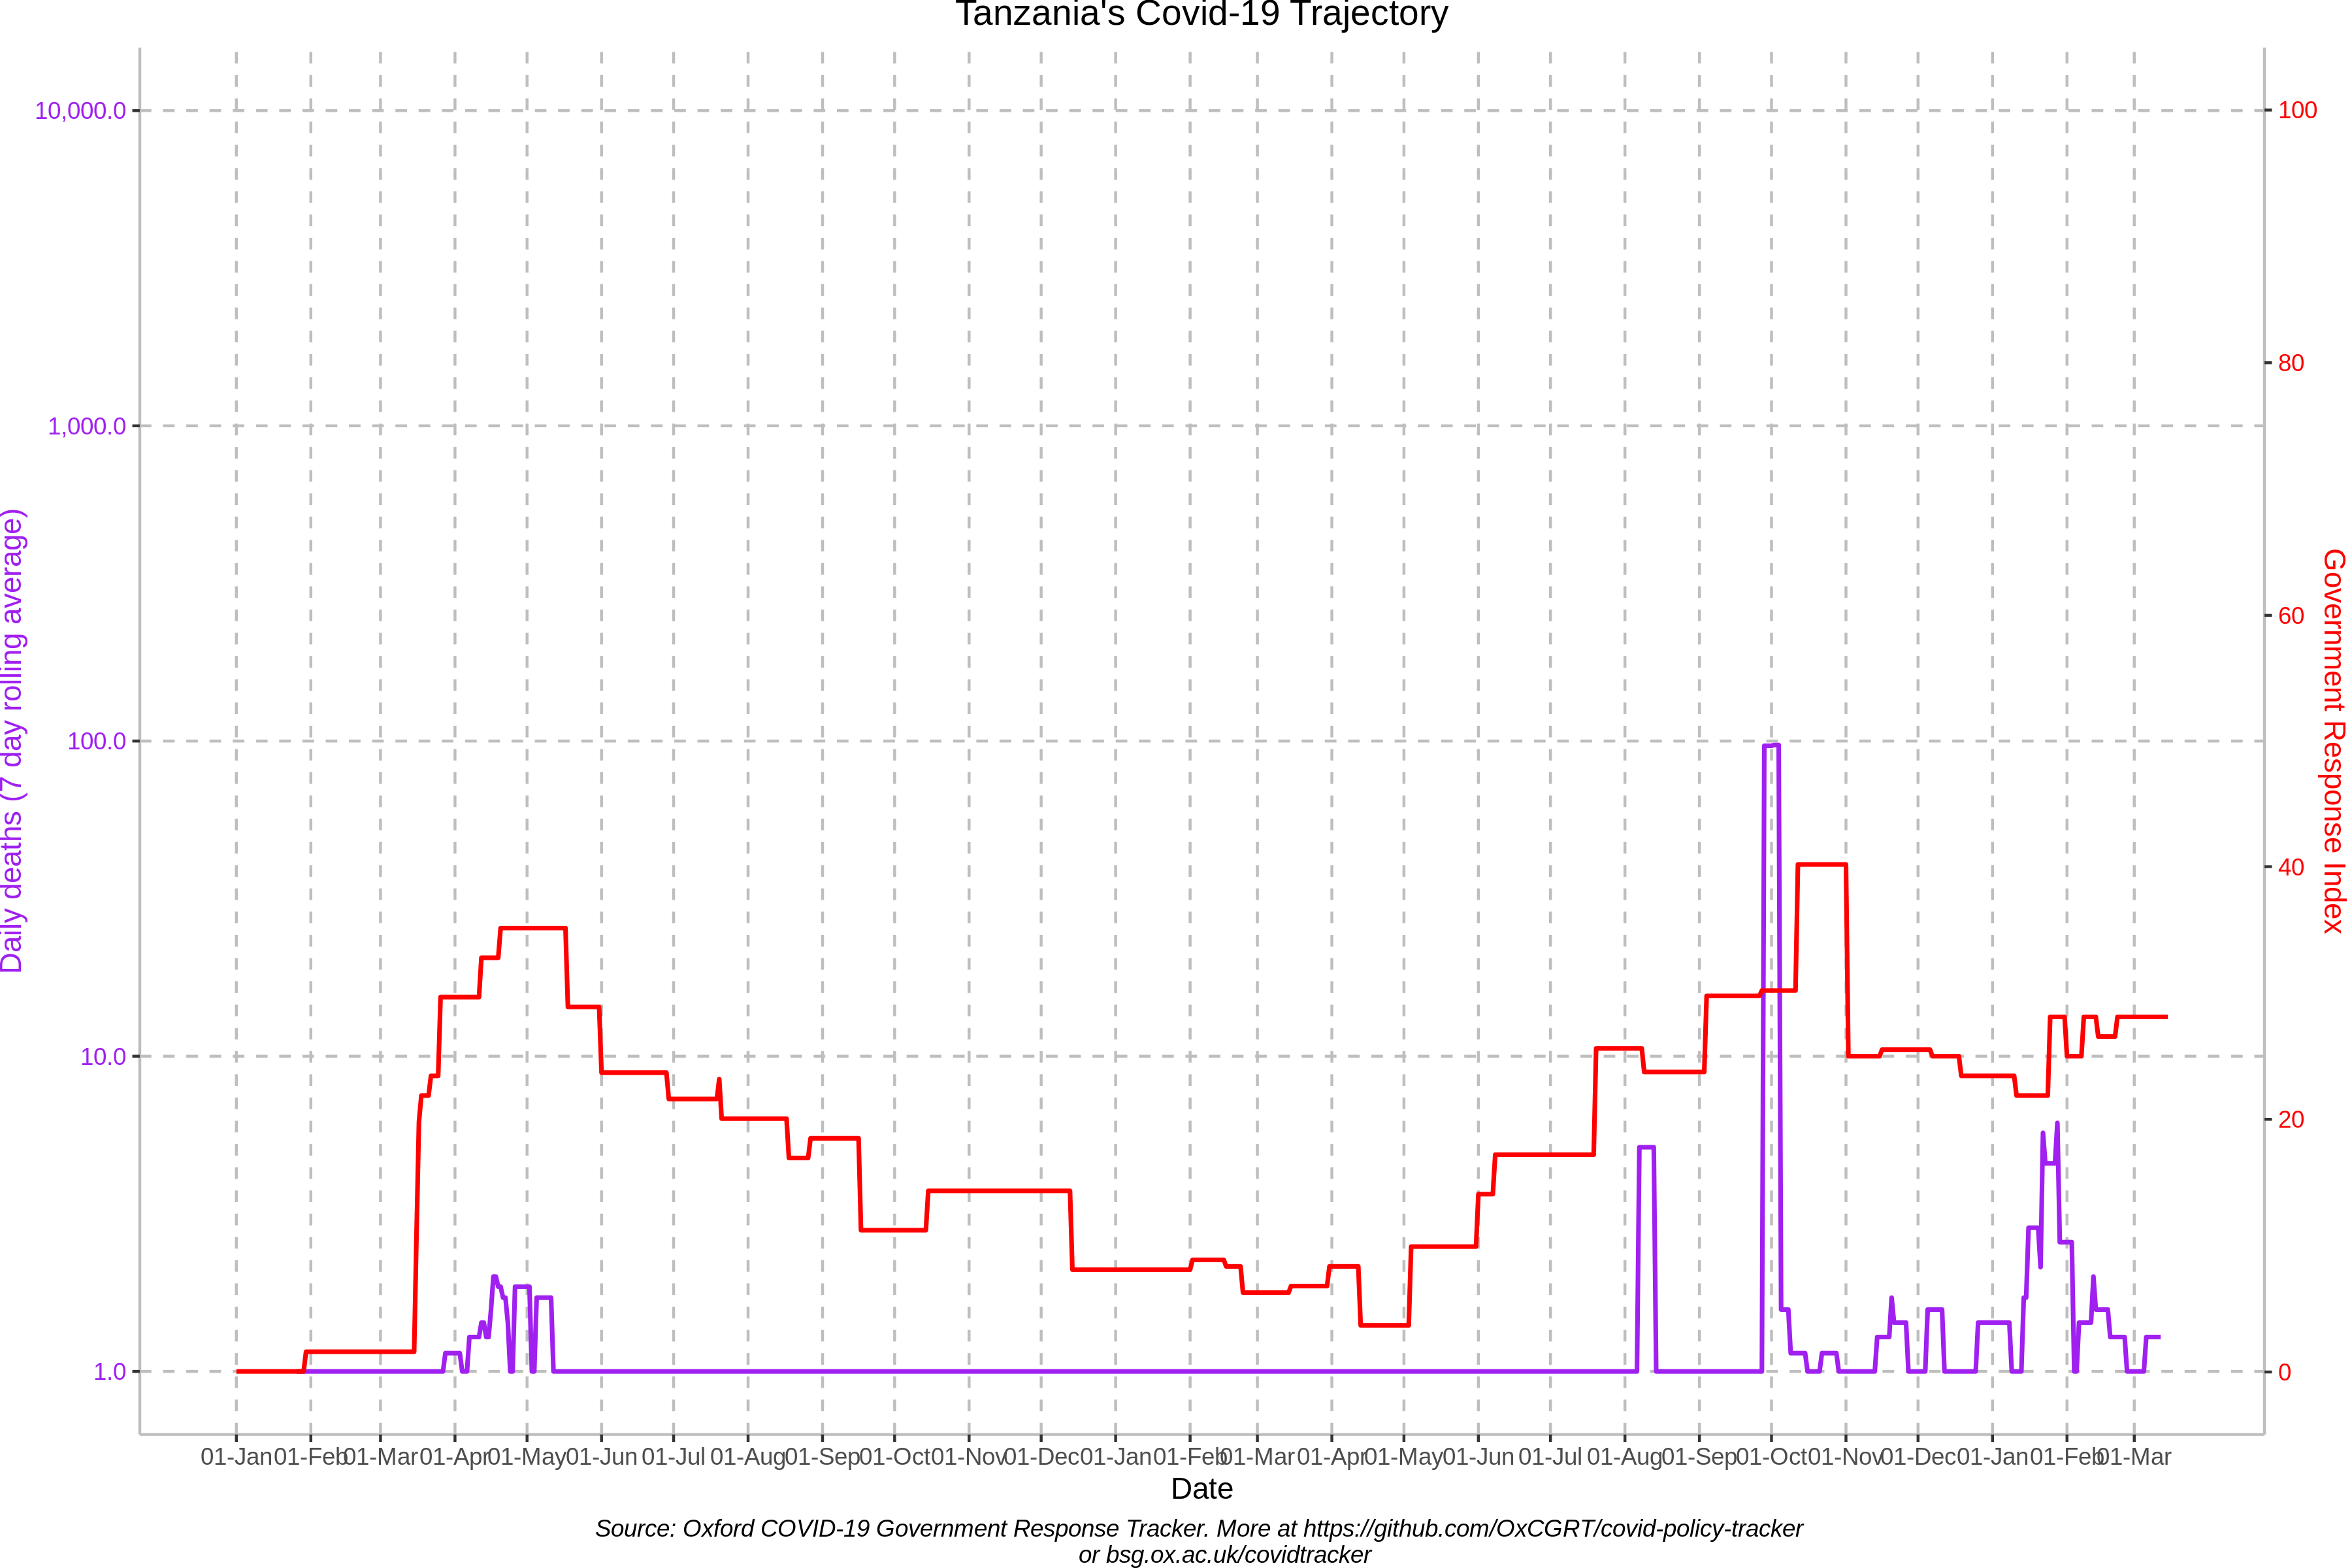 Tanzania's Covid-19 Trajectory
10,000.0
1,000.0
100.0
10.0
1.0
Daily deaths (7 day rolling average)
100
80
60
40
20
0
Government Response Index
01-Jan 01-Feb 01-Mar 01-Apr 01-May 01-Jun 01-Jul 01-Aug 01-Sep 01-Oct 01-Nov 01-Dec 01-Jan 01-Feb 01-Mar 01-Apr 01-May 01-Jun 01-Jul 01-Aug 01-Sep 01-Oct 01-Nov 01-Dec 01-Jan 01-Feb 01-Mar
Date
Source: Oxford COVID-19 Government Response Tracker. More at https://github.com/OxCGRT/covid-policy-tracker
or bsg.ox.ac.uk/covidtracker